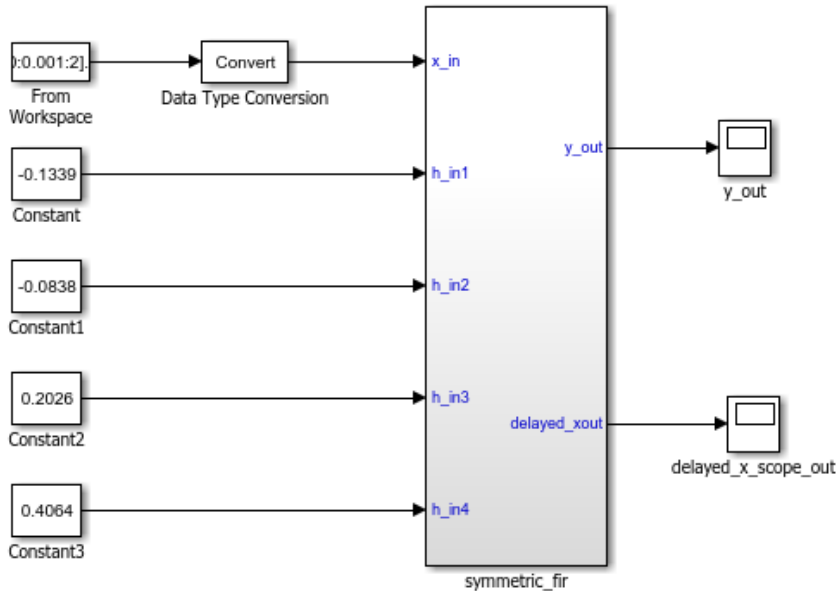 ):0.001:2].
From
Workspace
Convert
Data Type Conversion
-0.1339
Constant
-0.0838
Constant1
0.2026
Constant2
0.4064
Constant3
x_in
h_in1
h_in2
h_in3
h_in4
y_out
delayed_xout
symmetric_fir
y_out
delayed_x_scope_out